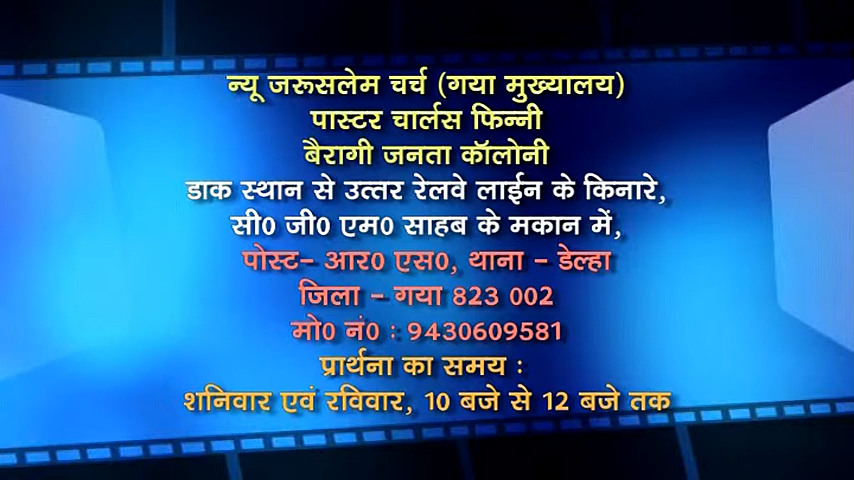 न्यू जरुसलेम चर्च (गया मुख्यालय)
पास्टर चार्लस फिन्नी
बैरागी जनता कॉलोनी
डाक स्थान से उत्तर रेलवे लाईन के किनारे,
सी0 जी0 एम0 साहब के मकान में,
पोस्ट- आर0 एस0, थाना - डेल्हा
जिला - गया 823 002
मो0 नं0 : 9430609581
प्रार्थना का समय :
शनिवार एवं रविवार, 10 बजे से 12 बजे तक